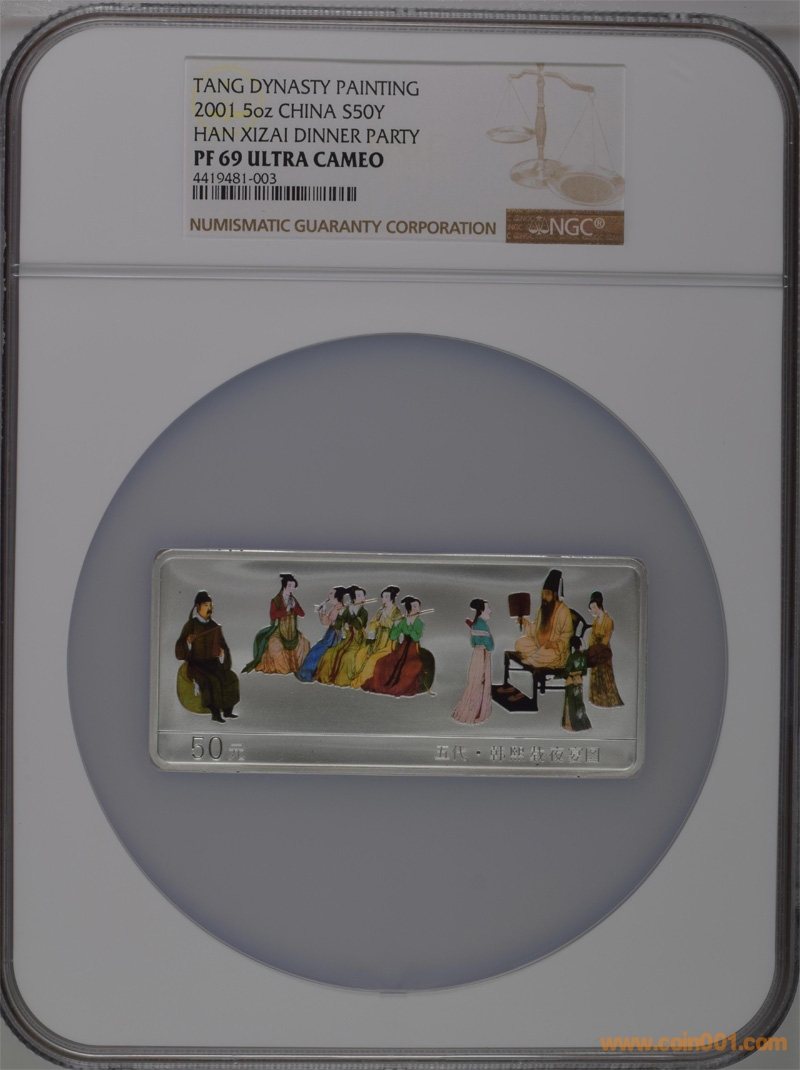 TANG DYNASTY PAINTING
2001 5oz CHINA S50Y
HAN XIZAI DINNER PARTY
PF 69 ULTRA CAMEO
4419481-003
NUMISMATIC GUARANTY CORPORATION
NGC®
50元
五代·韩熙载夜宴图
www.coin001.com